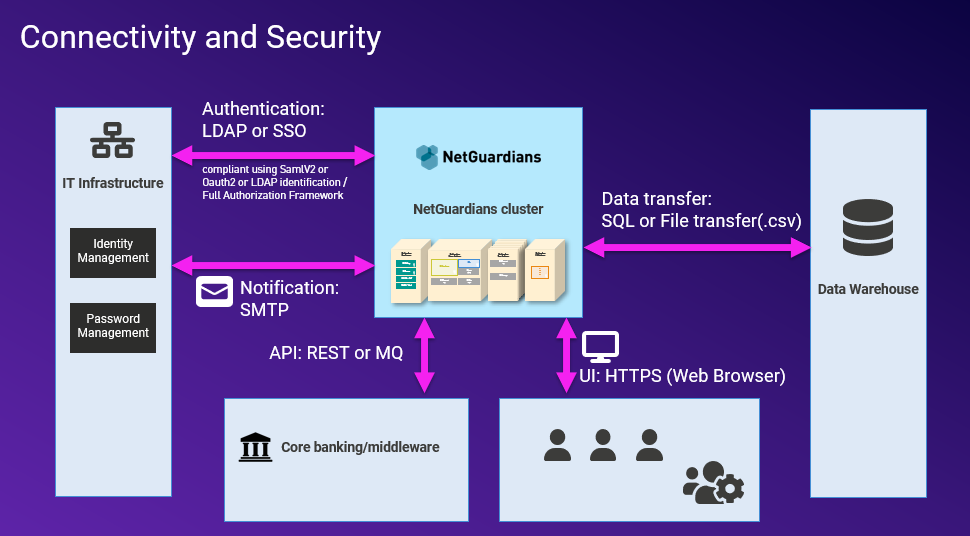 Connectivity and Security
Authentication:
LDAP or SSO
compliant using SamlV2 or
Oauth2 or LDAP identification /
Full Authorization Framework
IT Infrastructure
Identity
Management
Password
Management
Notification:
SMTP
NetGuardians
NetGuardians cluster
Data transfer:
SQL or File transfer(.csv)
Data Warehouse
API: REST or MQ
UI: HTTPS (Web Browser)
Core banking/middleware